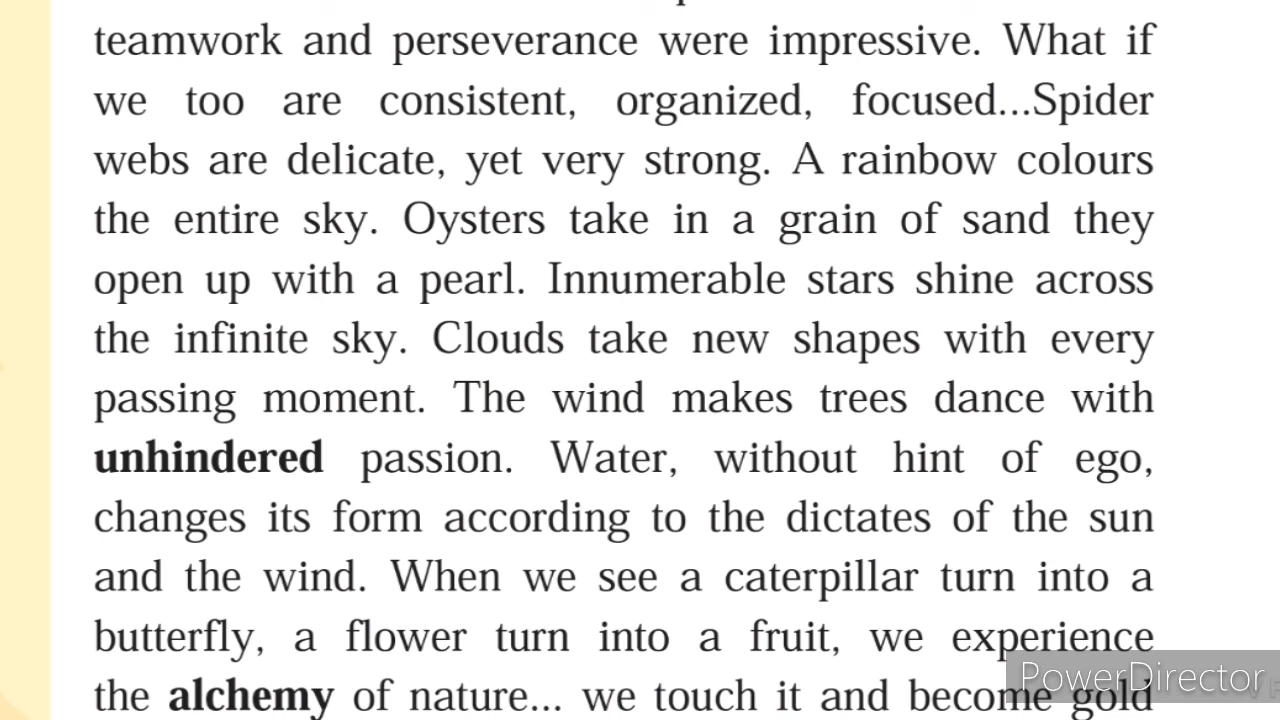 teamwork and perseverance were impressive. What if
we too are consistent, organized, focused...Spider
webs are delicate, yet very strong. A rainbow colours
the entire sky. Oysters take in a grain of sand they
open up with a pearl. Innumerable stars shine across
the infinite sky. Clouds take new shapes with every
passing moment. The wind makes trees dance with
unhindered passion. Water, without hint of ego,
changes its form according to the dictates of the sun
and the wind. When we see a caterpillar turn into a
butterfly, a flower turn into a fruit, we experience
the alchemy of nature... we touch it and become gold
PowerDirector